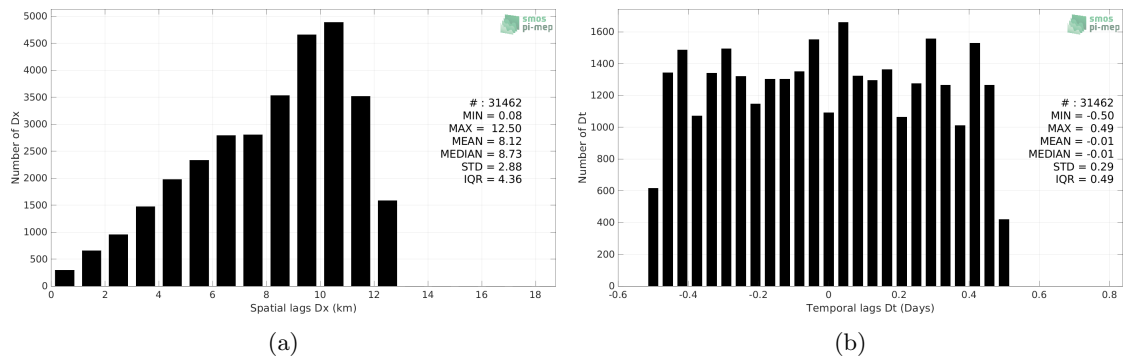 5000
4500
4000
3500
3000
2500
2000
1500
1000
500
0
Number of Dx
smos
pi-mep
# : 31462
MIN = 0.08
MAX = 12.50
MEAN = 8.12
MEDIAN = 8.73
STD = 2.88
IQR = 4.36
0 2 4 6 8 10 12 14 16 18
Spatial lags Dx (km)
(a)
1600
1400
1200
1000
800
600
400
200
0
Number of Dt
smos
pi-mep
# : 31462
MIN = -0.50
MAX = 0.49
MEAN = -0.01
MEDIAN = -0.01
STD = 0.29
IQR = 0.49
-0.6 -0.4 -0.2 0 0.2 0.4 0.6 0.8
Temporal lags Dt (Days)
(b)